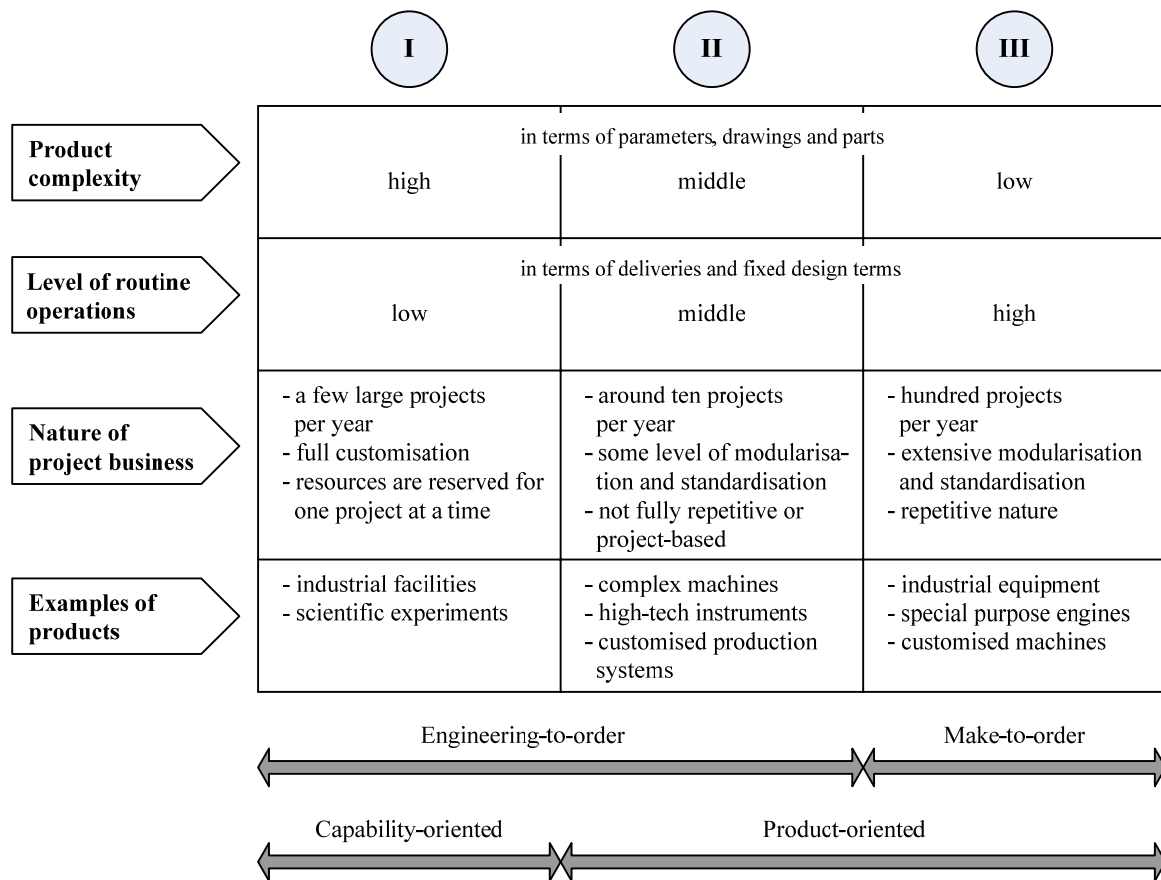 I
II
III
Product
complexity
in terms of parameters, drawings and parts
high
middle
low
Level of routine
operations
in terms of deliveries and fixed design terms
low
middle
high
Nature of
project business
- a few large projects
per year
- full customisation
- resources are reserved for
one project at a time
- around ten projects
per year
- some level of modularisa-
tion and standardisation
- not fully repetitive or
project-based
- hundred projects
per year
- extensive modularisation
and standardisation
- repetitive nature
Examples of
products
- industrial facilities
- scientific experiments
- complex machines
- high-tech instruments
- customised production
systems
- industrial equipment
- special purpose engines
- customised machines
Engineering-to-order
Make-to-order
Capability-oriented
Product-oriented